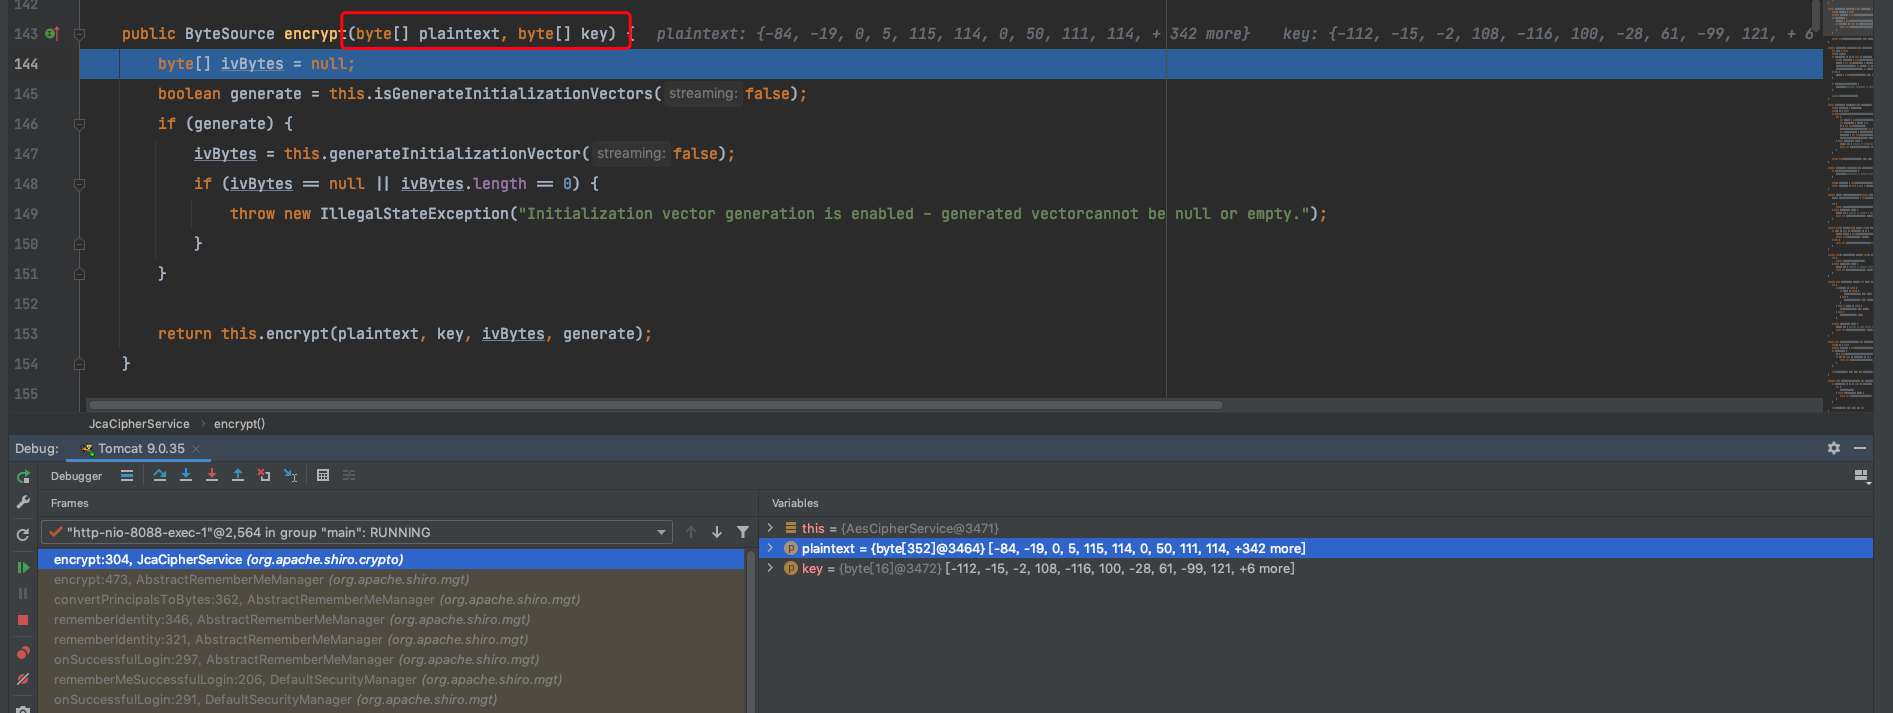 142
143 public ByteSource encrypt(byte[] plaintext, byte[] key) { plaintext: {-84, -19, 0, 5, 115, 114, 0, 50, 111, 114, + 342 more} key: {-112, -15, -2, 108, -116, 100, -28, 61, -99, 121, + 6
144 byte[] ivBytes = null;
145 boolean generate = this.isGenerateInitializationVectors( streaming: false);
146 if (generate) {
147 ivBytes = this.generateInitializationVector( streaming: false);
148 if (ivBytes == null || ivBytes.length == 0) {
149 throw new IllegalStateException("Initialization vector generation is enabled - generated vectorcannot be null or empty.");
150 }
151 }
152
153 return this.encrypt(plaintext, key, ivBytes, generate);
154 }
155
JcaCipherService › encrypt()
Debug: Tomcat 9.0.35
Debugger
Frames
"http-nio-8088-exec-1"@2,564 in group "main": RUNNING
encrypt:304, JcaCipherService (org.apache.shiro.crypto)
encrypt:473, AbstractRememberMeManager (org.apache.shiro.mgt)
convertPrincipalsToBytes:362, AbstractRememberMeManager (org.apache.shiro.mgt)
rememberIdentity:346, AbstractRememberMeManager (org.apache.shiro.mgt)
rememberIdentity:321, AbstractRememberMeManager (org.apache.shiro.mgt)
onSuccessfulLogin:297, AbstractRememberMeManager (org.apache.shiro.mgt)
rememberMeSuccessfulLogin:206, DefaultSecurityManager (org.apache.shiro.mgt)
onSuccessfulLogin:291, DefaultSecurityManager (org.apache.shiro.mgt)
Variables
this = {AesCipherService@3471}
plaintext = {byte[352]@3464} [-84, -19, 0, 5, 115, 114, 0, 50, 111, 114, +342 more]
key = {byte[16]@3472} [-112, -15, -2, 108, -116, 100, -28, 61, -99, 121, +6 more]